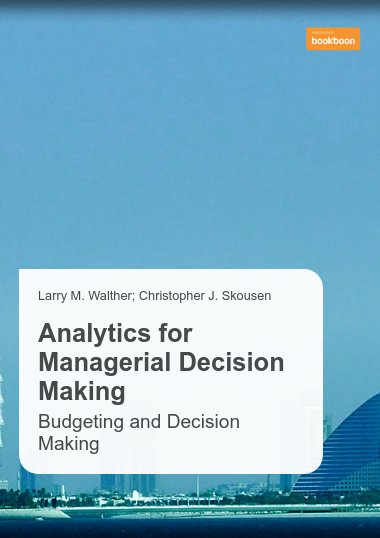 bookboon
Larry M. Walther; Christopher J. Skousen
Analytics for
Managerial Decision
Making
Budgeting and Decision
Making